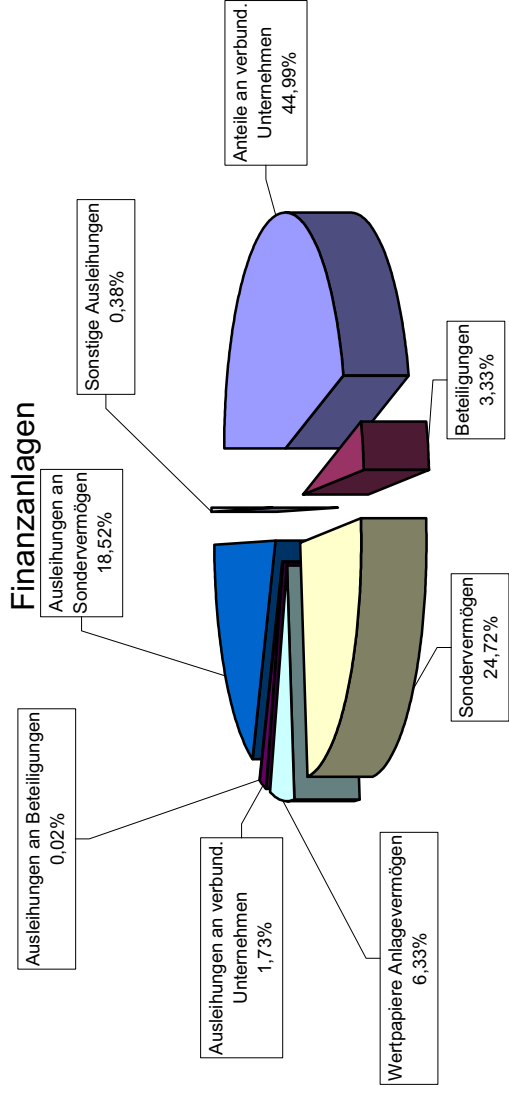 Finanzanlagen
Anteile an verbund.
Unternehmen
44,99%
Beteiligungen
3,33%
Sondervermögen
24,72%
Wertpapiere Anlagevermögen
6,33%
Ausleihungen an verbund.
Unternehmen
1,73%
Ausleihungen an Beteiligungen
0,02%
Ausleihungen an
Sondervermögen
18,52%
Sonstige Ausleihungen
0,38%